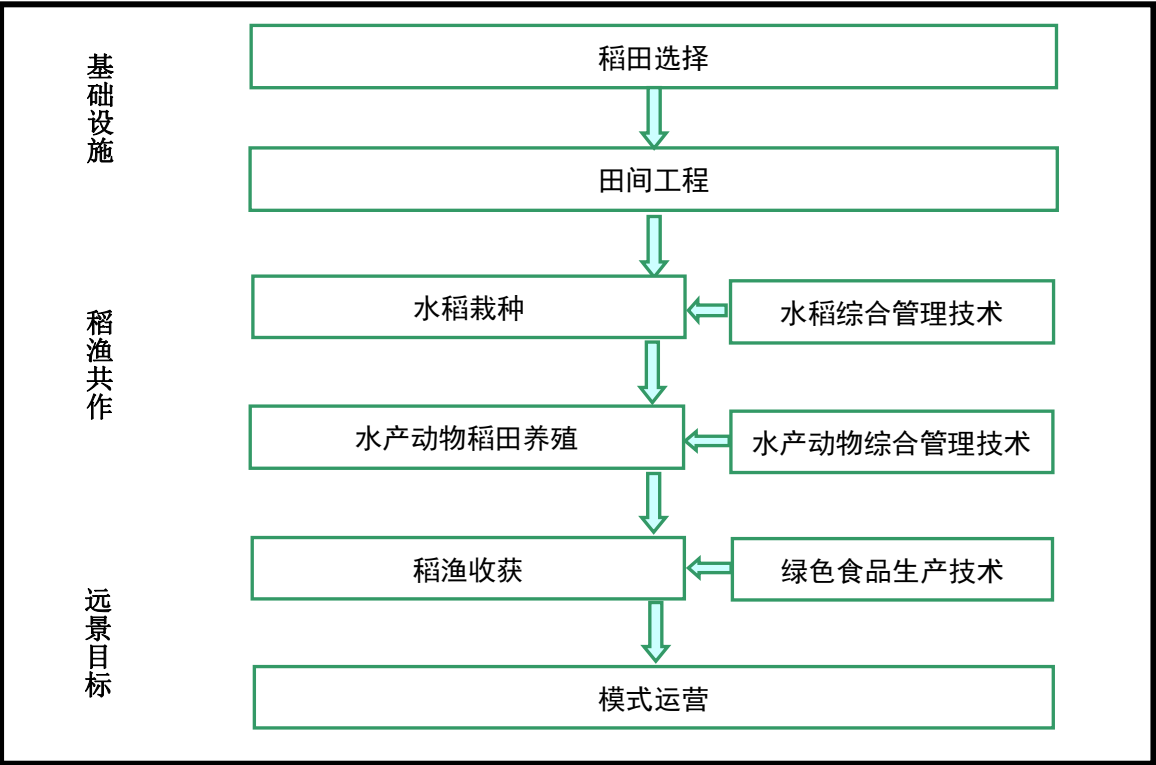 基础设施
稻田选择
田间工程
稻渔共作
水稻栽种
水稻综合管理技术
水产动物稻田养殖
水产动物综合管理技术
远景目标
稻渔收获
绿色食品生产技术
模式运营